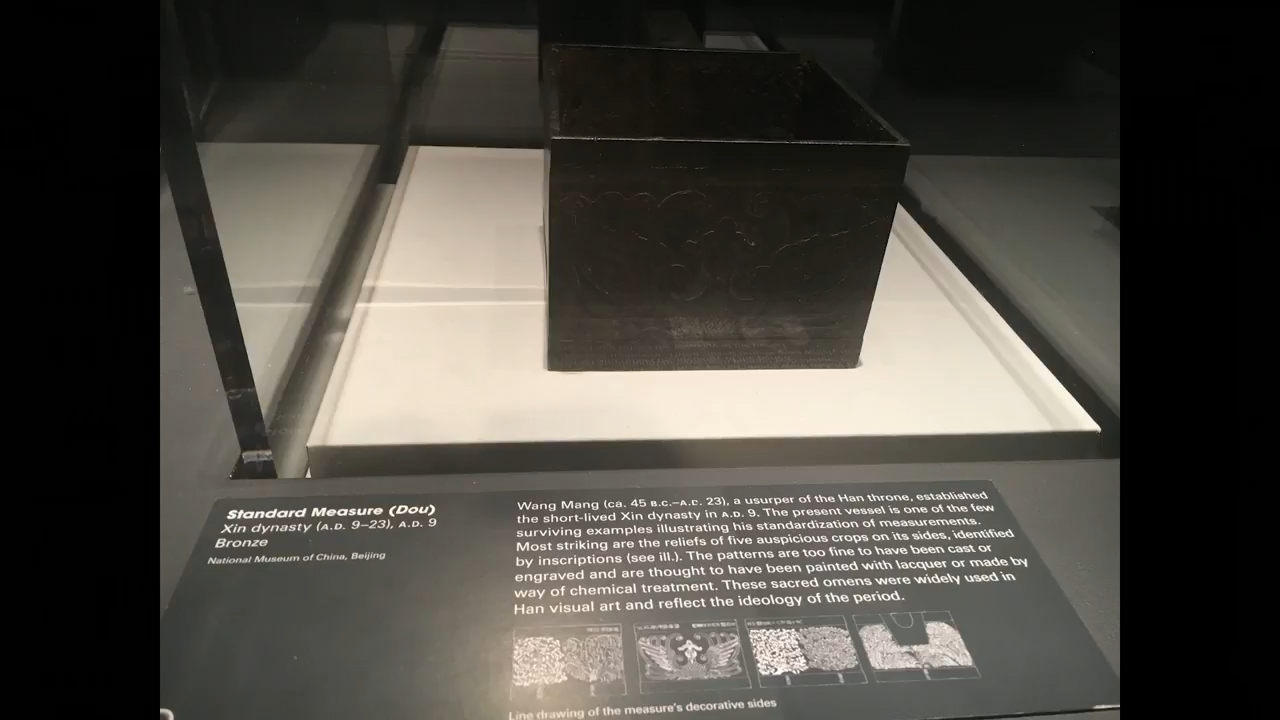 Standard Measure (Dou)
Xin dynasty (A.D. 9–23), A.D. 9
Bronze
National Museum of China, Beijing
Wang Mang (ca. 45 B.C.–A.D. 23), a usurper of the Han throne, established
the short-lived Xin dynasty in A.D. 9. The present vessel is one of the few
surviving examples illustrating his standardization of measurements.
Most striking are the reliefs of five auspicious crops on its sides, identified
by inscriptions (see ill.). The patterns are too fine to have been cast or
engraved and are thought to have been painted with lacquer or made by
way of chemical treatment. These sacred omens were widely used in
Han visual art and reflect the ideology of the period.
Line drawing of the measure's decorative sides